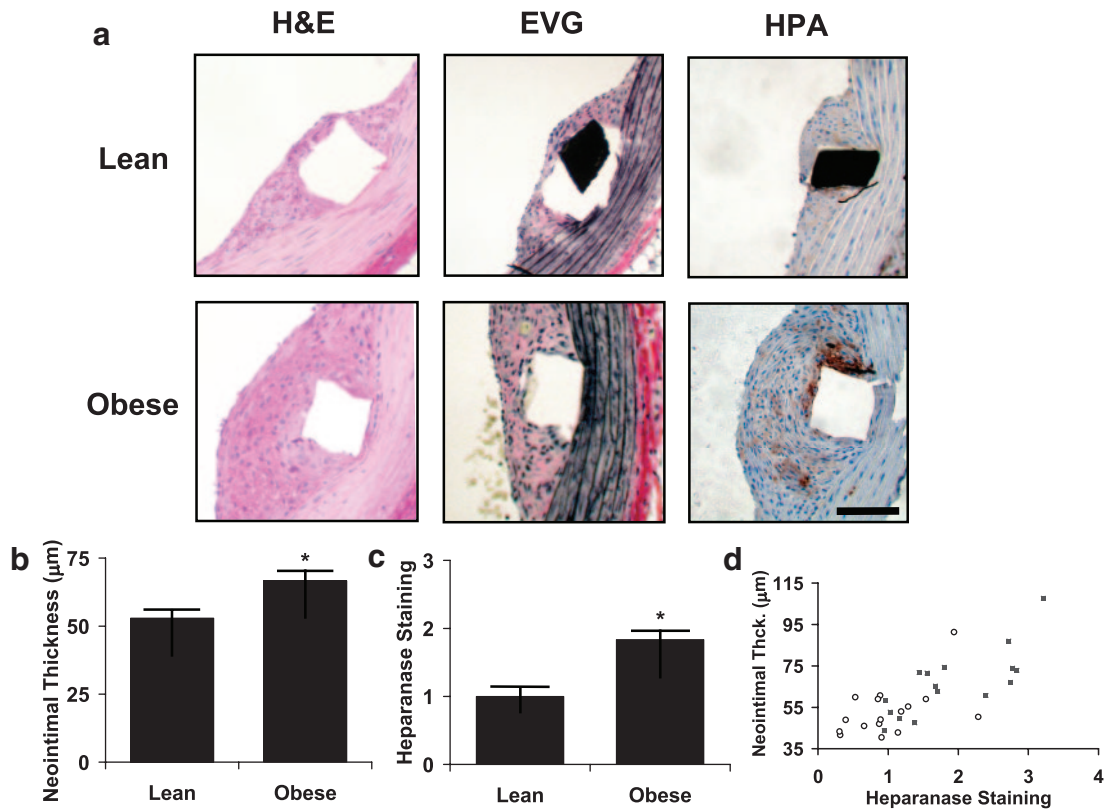 a
H&E EVG HPA
Lean
Obese
b
Neointimal Thickness (μm)
75
*
50
25
0
Lean Obese
c
Heparanase Staining
3
2
*
1
0
Lean Obese
d
Neointimal Thck. (μm)
115
95
75
55
35
0 1 2 3 4
Heparanase Staining